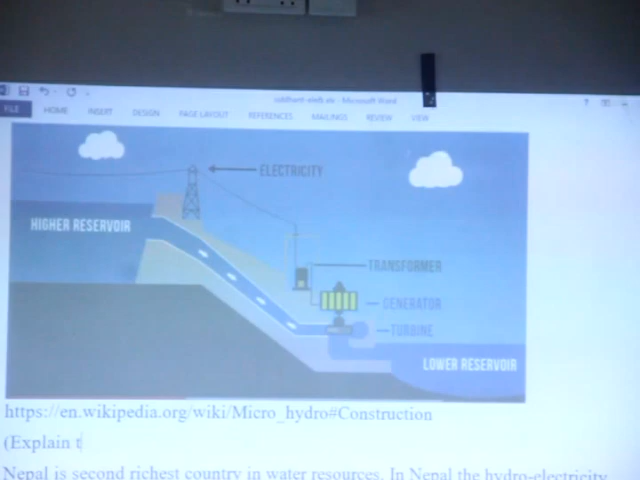 - Microsoft Word
FILE HOME INSERT DESIGN PAGE LAYOUT REFERENCES MAILINGS REVIEW VIEW
ELECTRICITY
HIGHER RESERVOIR
TRANSFORMER
GENERATOR
TURBINE
LOWER RESERVOIR
https://en.wikipedia.org/wiki/Micro_hydro#Construction
(Explain t
Nepal is second richest country in water resources. In Nepal the hydro-electricity